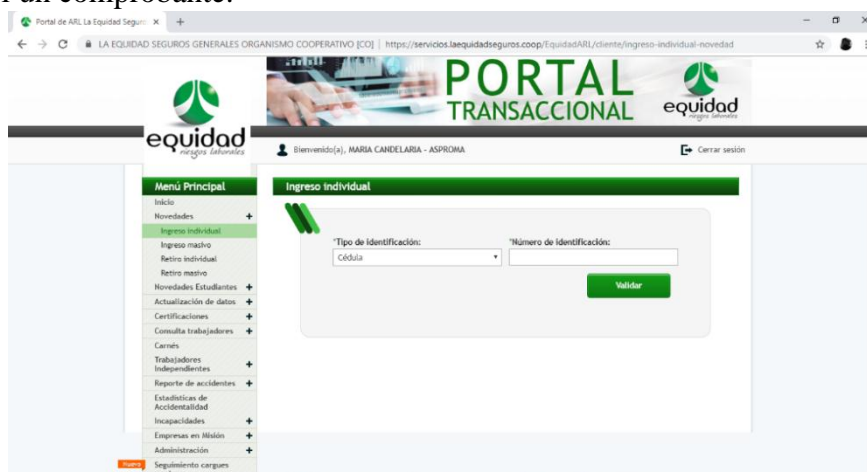 un comprobante.
Portal de ARL La Equidad Seguro
LA EQUIDAD SEGUROS GENERALES ORGANISMO COOPERATIVO [CO] | https://servicios.laequidadseguros.coop/EquidadARL/cliente/ingreso-individual-novedad
PORTAL
TRANSACCIONAL
equidad
riesgos laborales
equidad
riesgos laborales
Bienvenido(a), MARIA CANDELARIA - ASPROMA
Cerrar sesión
Menú Principal
Inicio
Novedades +
Ingreso individual
Ingreso masivo
Retiro individual
Retiro masivo
Novedades Estudiantes +
Actualización de datos +
Certificaciones +
Consulta trabajadores +
Carnés
Trabajadores
Independientes +
Reporte de accidentes +
Estadísticas de
Accidentalidad
Incapacidades +
Empresas en Misión +
Administración +
Nuevo Seguimiento cargues
Ingreso individual
*Tipo de identificación: *Número de identificación:
Cédula
Validar